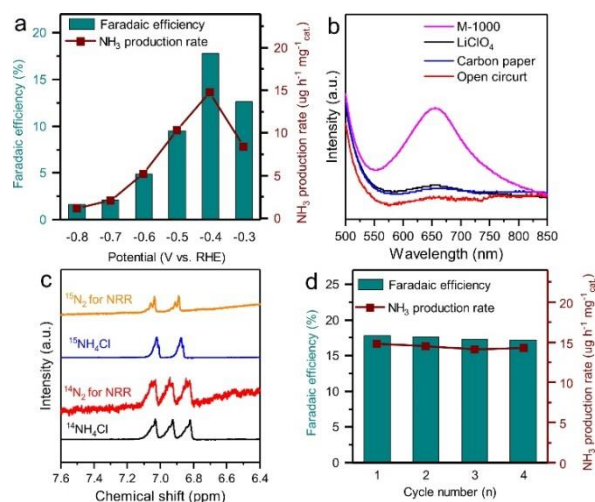 a
Faradaic efficiency
NH3 production rate
Faradaic efficiency (%)
20
15
10
5
0
NH3 production rate (ug h-1 mg-1cat.)
20
15
10
5
0
-0.8 -0.7 -0.6 -0.5 -0.4 -0.3
Potential (V vs. RHE)
b
M-1000
LiClO4
Carbon paper
Open circurt
Intensity (a.u.)
500 550 600 650 700 750 800 850
Wavelength (nm)
c
15N2 for NRR
15NH4Cl
14N2 for NRR
14NH4Cl
Intensity (a.u.)
7.6 7.4 7.2 7.0 6.8 6.6 6.4
Chemical shift (ppm)
d
Faradaic efficiency
NH3 production rate
Faradaic efficiency (%)
25
20
15
10
5
0
NH3 production rate (ug h-1 mg-1cat.)
20
15
10
5
0
1 2 3 4
Cycle number (n)